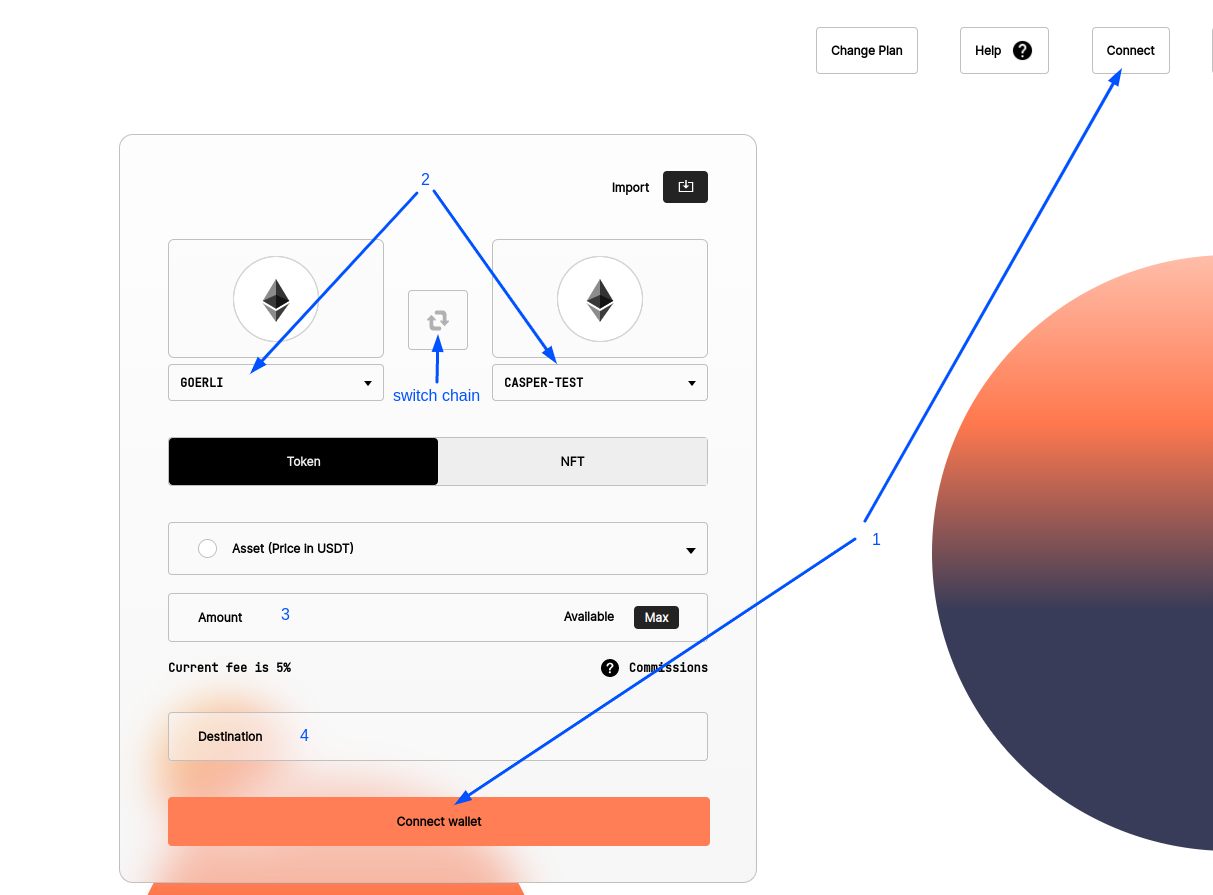 Change Plan
Help ?
Connect
2
Import
GOERLI
CASPER-TEST
switch chain
Token
NFT
1
Asset (Price in USDT)
Amount
3
Available
Max
Current fee is 5%
? Commissions
Destination
4
Connect wallet